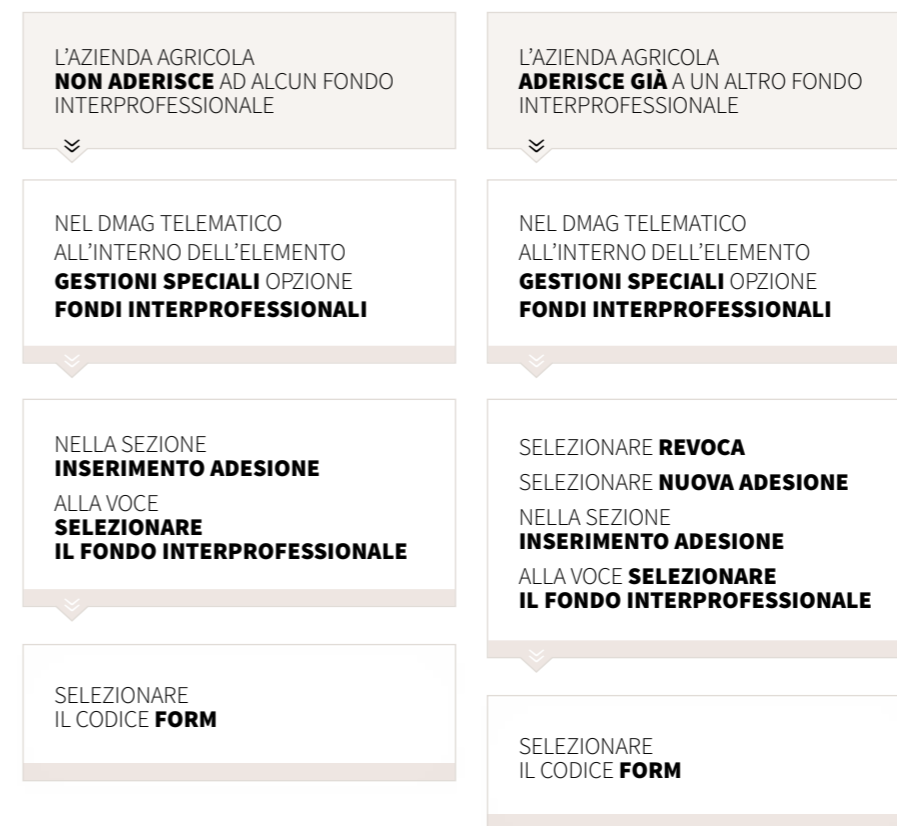 L’AZIENDA AGRICOLA
NON ADERISCE AD ALCUN FONDO
INTERPROFESSIONALE
NEL DMAG TELEMATICO
ALL’INTERNO DELL’ELEMENTO
GESTIONI SPECIALI OPZIONE
FONDI INTERPROFESSIONALI
NELLA SEZIONE
INSERIMENTO ADESIONE
ALLA VOCE
SELEZIONARE
IL FONDO INTERPROFESSIONALE
SELEZIONARE
IL CODICE FORM
L’AZIENDA AGRICOLA
ADERISCE GIÀ A UN ALTRO FONDO
INTERPROFESSIONALE
NEL DMAG TELEMATICO
ALL’INTERNO DELL’ELEMENTO
GESTIONI SPECIALI OPZIONE
FONDI INTERPROFESSIONALI
SELEZIONARE REVOCA
SELEZIONARE NUOVA ADESIONE
NELLA SEZIONE
INSERIMENTO ADESIONE
ALLA VOCE SELEZIONARE
IL FONDO INTERPROFESSIONALE
SELEZIONARE
IL CODICE FORM